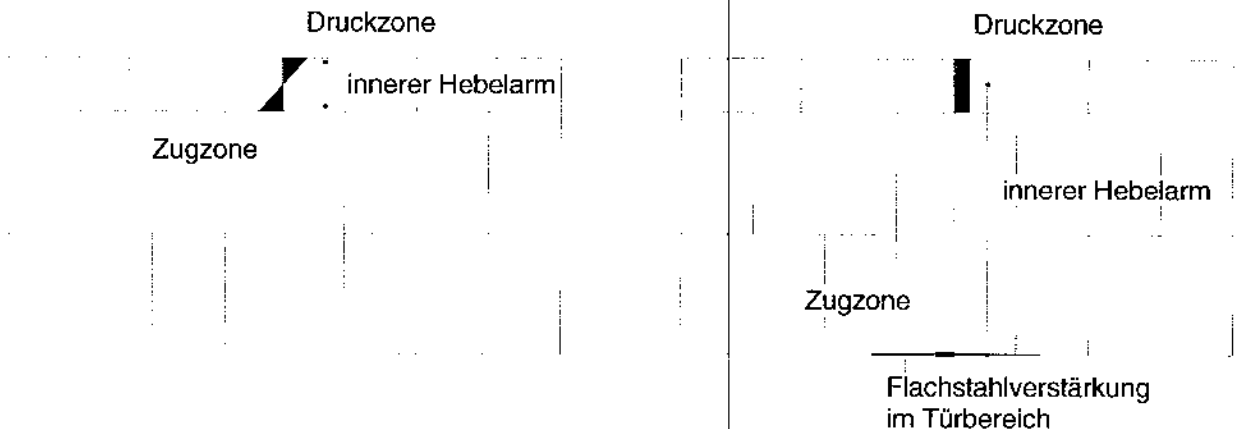 Druckzone
innerer Hebelarm
Zugzone
Druckzone
innerer Hebelarm
Zugzone
Flachstahlverstärkung
im Türbereich